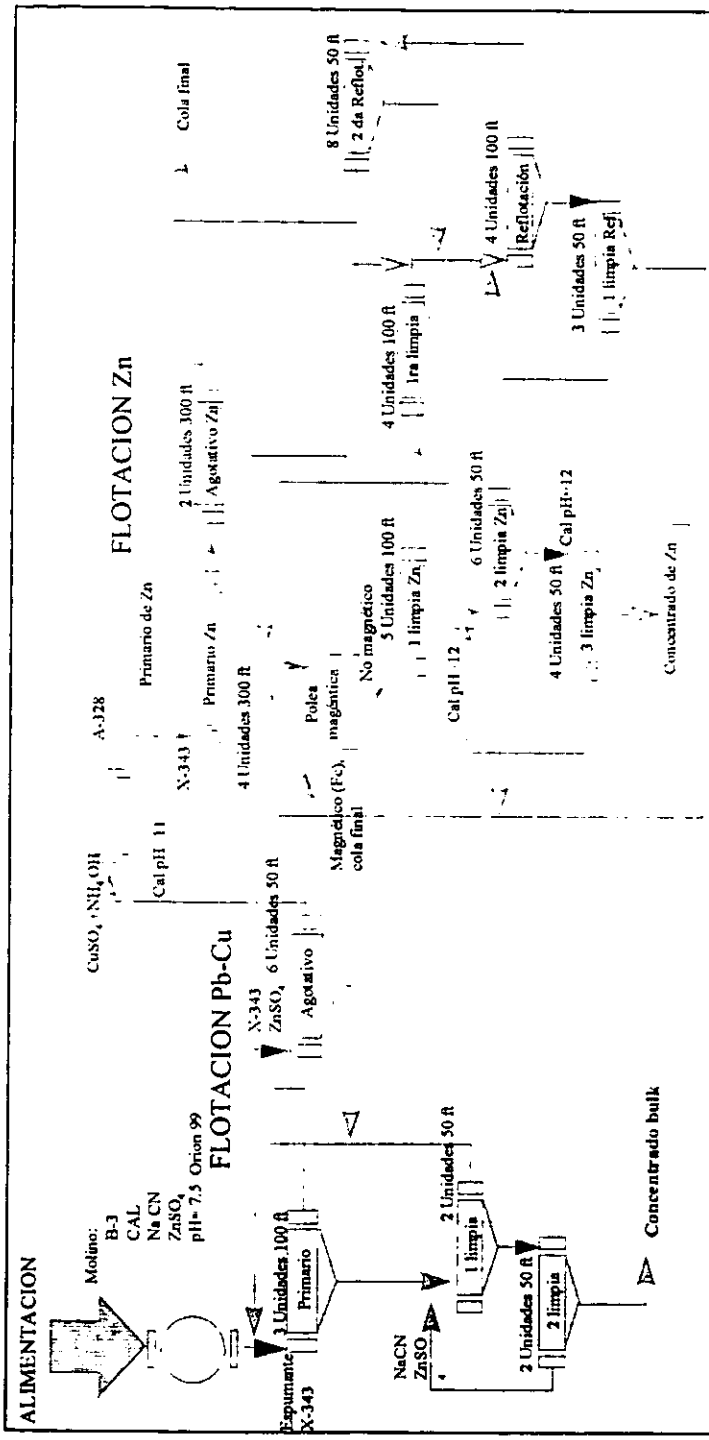 ALIMENTACION
Molino:
B-3
CAL
Na CN
ZnSO4
pH= 7.5 Orion 99
FLOTACION Pb-Cu
Espumante
X-343
3 Unidades 100 ft
Primario
X-343
ZnSO4
6 Unidades 50 ft
Agotativo
NaCN
ZnSO4
2 Unidades 50 ft
1 limpia
2 Unidades 50 ft
2 limpia
Concentrado bulk
FLOTACION Zn
CuSO4 + NH4 OH
Cal pH 11
A-328
X-343
Primario de Zn
Primario Zn
4 Unidades 300 ft
2 Unidades 300 ft
Agotativo Zn
Cola final
Polea
magéntica
Magnético (Fe),
cola final
No magnético
5 Unidades 100 ft
1 limpia Zn
Cal pH -12
6 Unidades 50 ft
2 limpia Zn
Cal pH -12
4 Unidades 50 ft
3 limpia Zn
Concentrado de Zn
4 Unidades 100 ft
1ra limpia
8 Unidades 50 ft
2 da Reflot.
4 Unidades 100 ft
Reflotación
3 Unidades 50 ft
1 limpia Ref.